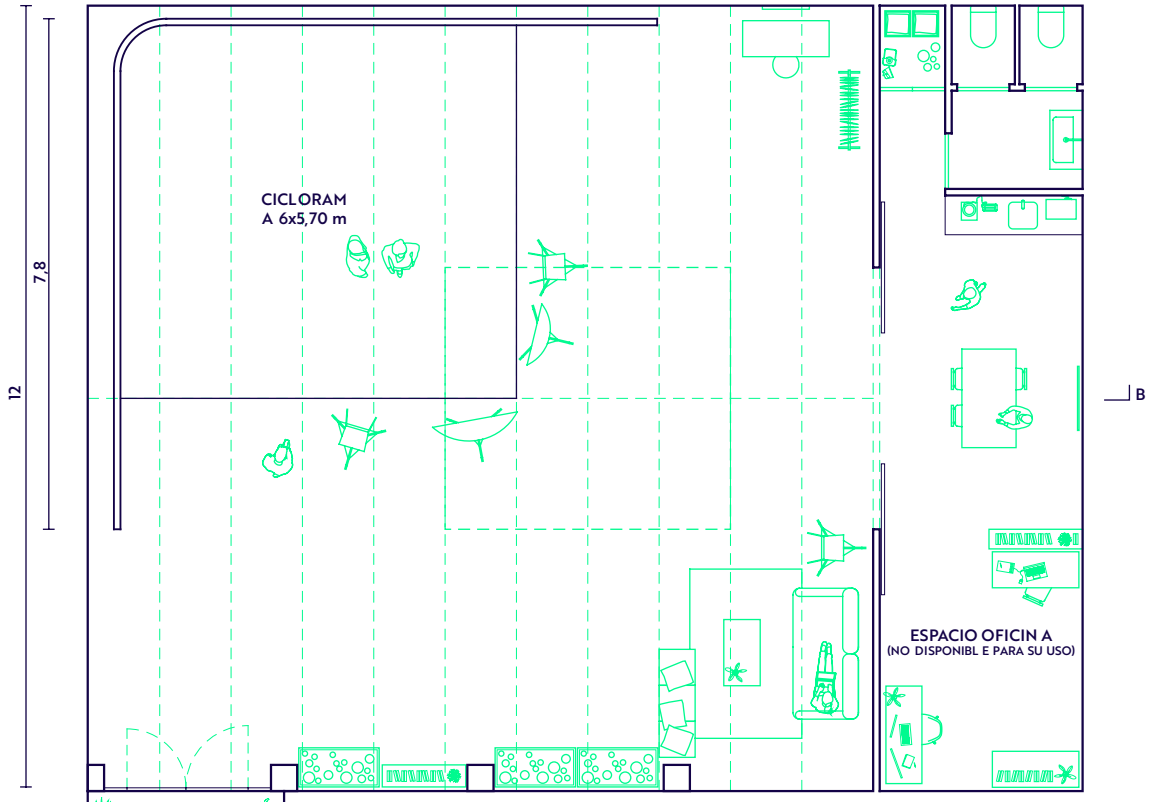 CICLORAM
A 6x5,70 m
7,8
12
B
ESPACIO OFICIN A
(NO DISPONIBL E PARA SU USO)